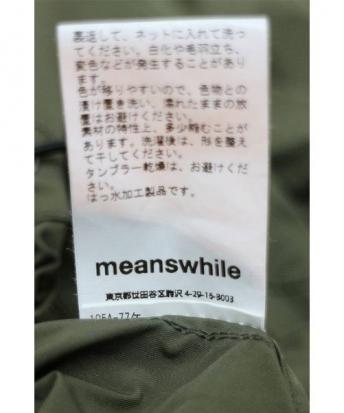 裏返して、ネットに入れて洗っ
てください。白化や毛羽立ち、
変色などが発生することがあり
ます。
色が移りやすいので、色物との
漬け置き洗い、濡れたままの放
置はお避けください。
素材の特性上、多少縮むことが
あります。洗濯後は、形を整え
て干してください。
タンブラー乾燥は、お避けくだ
さい。
はっ水加工製品です。
meanswhile
東京都世田谷区駒沢 4-29-16-B003